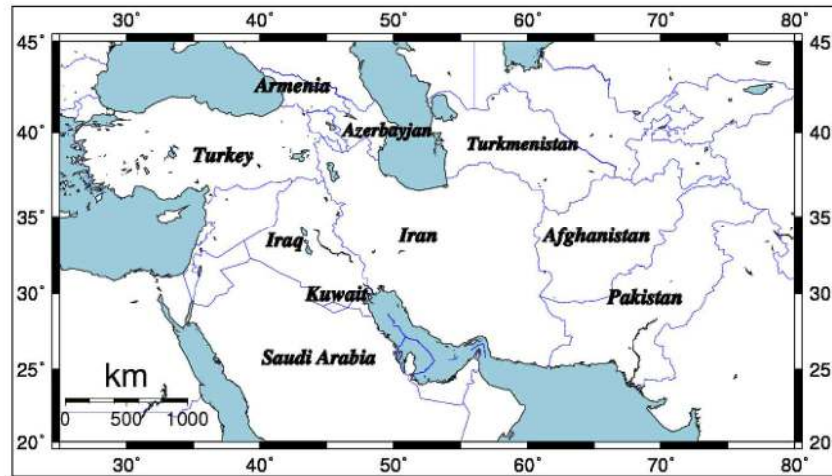 30° 40° 50° 60° 70° 80°
45° 45°
Armenia
40° Azerbayjan 40°
Turkey Turkmenistan
35° 35°
Iraq Iran Afghanistan
30° Kuwait Pakistan 30°
Saudi Arabia
25° km 25°
0 500 1000
20° 20°
30° 40° 50° 60° 70° 80°